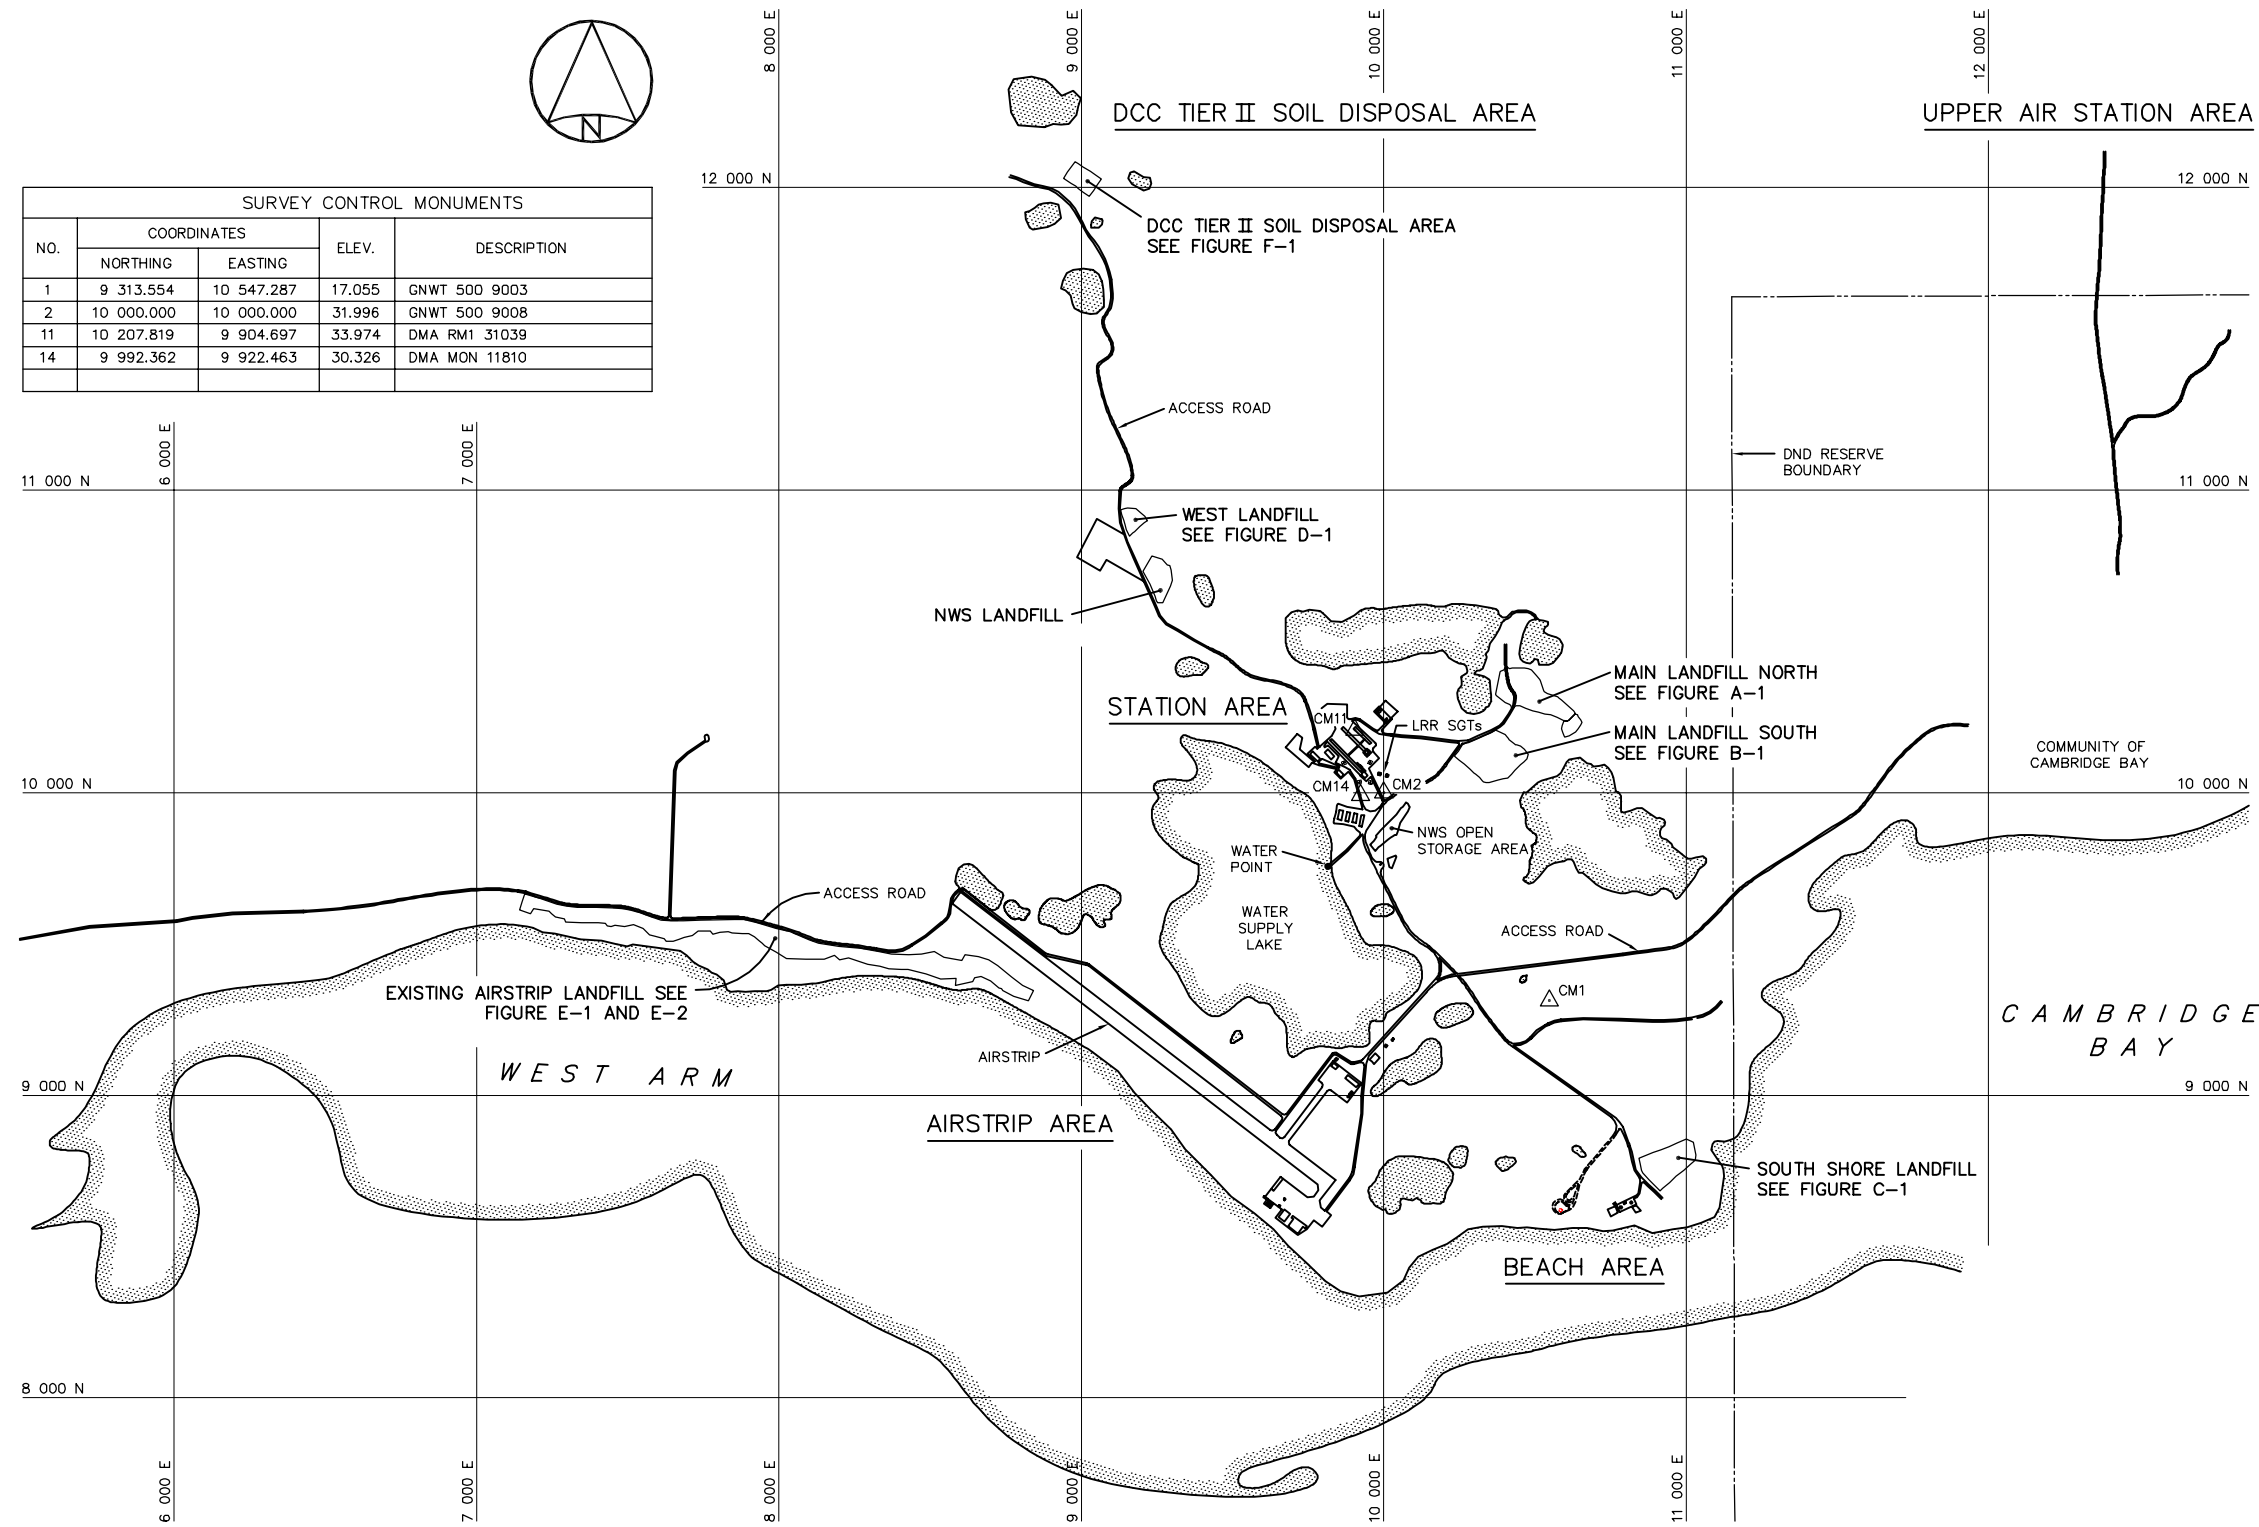 8 000 E
9 000 E
10 000 E
11 000 E
12 000 E
N
DCC TIER II SOIL DISPOSAL AREA
UPPER AIR STATION AREA
12 000 N
12 000 N
SURVEY CONTROL MONUMENTS
NO. COORDINATES ELEV. DESCRIPTION
NORTHING EASTING
1 9 313.554 10 547.287 17.055 GNWT 500 9003
2 10 000.000 10 000.000 31.996 GNWT 500 9008
11 10 207.819 9 904.697 33.974 DMA RM1 31039
14 9 992.362 9 922.463 30.326 DMA MON 11810
DCC TIER II SOIL DISPOSAL AREA
SEE FIGURE F-1
ACCESS ROAD
6 000 E
7 000 E
DND RESERVE
BOUNDARY
11 000 N
11 000 N
WEST LANDFILL
SEE FIGURE D-1
NWS LANDFILL
MAIN LANDFILL NORTH
SEE FIGURE A-1
STATION AREA
CM11
LRR SGTs
MAIN LANDFILL SOUTH
SEE FIGURE B-1
COMMUNITY OF
CAMBRIDGE BAY
10 000 N
CM14
CM2
10 000 N
NWS OPEN
STORAGE AREA
WATER
POINT
ACCESS ROAD
WATER
SUPPLY
LAKE
ACCESS ROAD
EXISTING AIRSTRIP LANDFILL SEE
FIGURE E-1 AND E-2
CM1
CAMBRIDGE
BAY
AIRSTRIP
WEST ARM
9 000 N
9 000 N
AIRSTRIP AREA
SOUTH SHORE LANDFILL
SEE FIGURE C-1
BEACH AREA
8 000 N
6 000 E
7 000 E
8 000 E
9 000 E
10 000 E
11 000 E